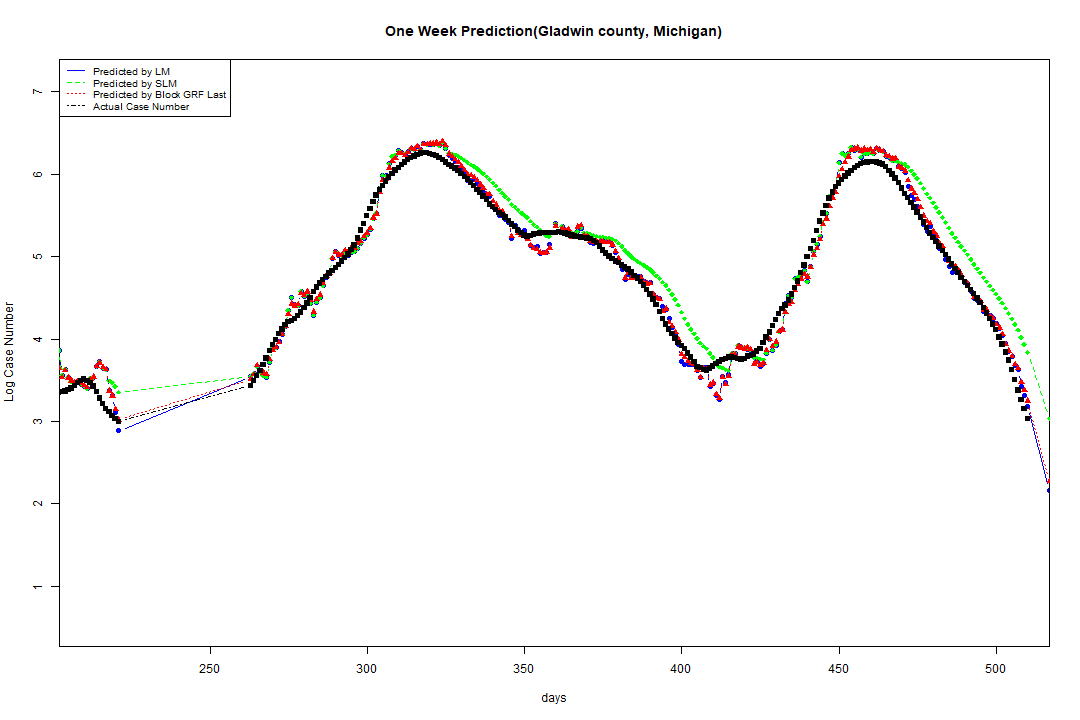 One Week Prediction(Gladwin county, Michigan)
Predicted by LM
Predicted by SLM
Predicted by Block GRF Last
Actual Case Number
7
6
5
4
3
2
1
Log Case Number
250 300 350 400 450 500
days